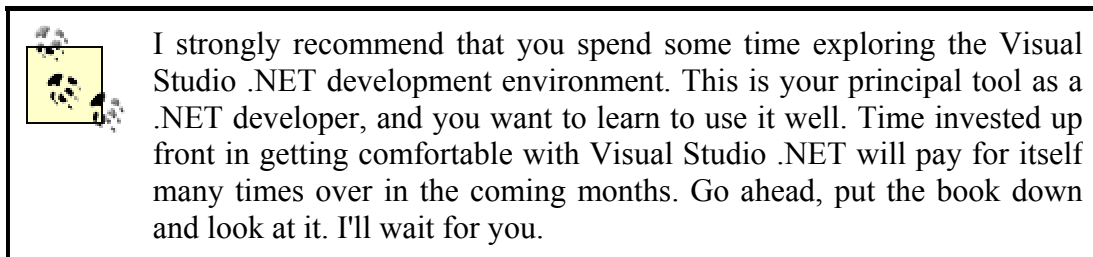 I strongly recommend that you spend some time exploring the Visual
Studio .NET development environment. This is your principal tool as a
.NET developer, and you want to learn to use it well. Time invested up
front in getting comfortable with Visual Studio .NET will pay for itself
many times over in the coming months. Go ahead, put the book down
and look at it. I'll wait for you.